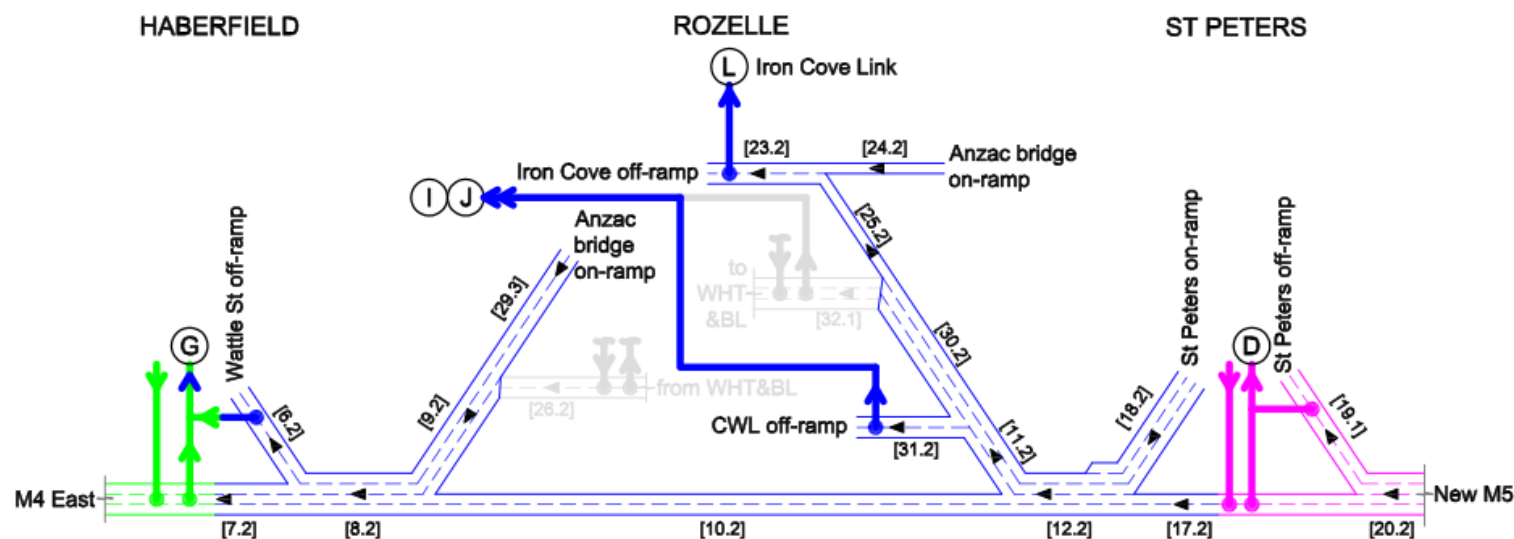 HABERFIELD
ROZELLE
ST PETERS
L
Iron Cove Link
[23.2]
[24.2]
Anzac bridge
on-ramp
Iron Cove off-ramp
I
J
Anzac
bridge
on-ramp
[25.2]
to
WHT
&BL
[32.1]
[29.3]
Wattle St off-ramp
St Peters on-ramp
St Peters off-ramp
G
D
[30.2]
from WHT&BL
[26.2]
[9.2]
[6.2]
CWL off-ramp
[31.2]
[11.2]
[18.2]
[19.1]
M4 East
New M5
[7.2]
[8.2]
[10.2]
[12.2]
[17.2]
[20.2]